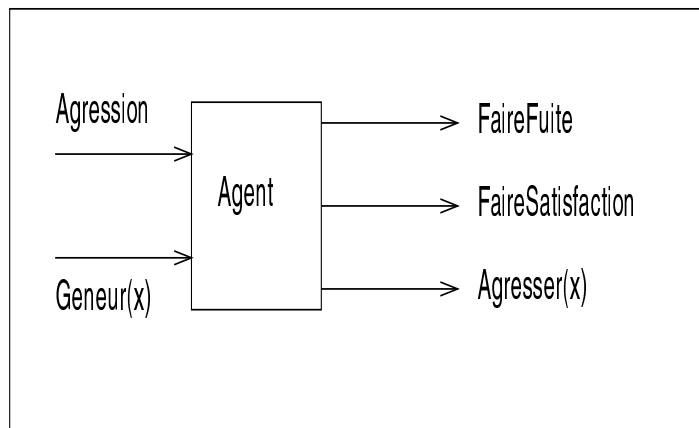 Agression
Geneur(x)
Agent
FaireFuite
FaireSatisfaction
Agresser(x)